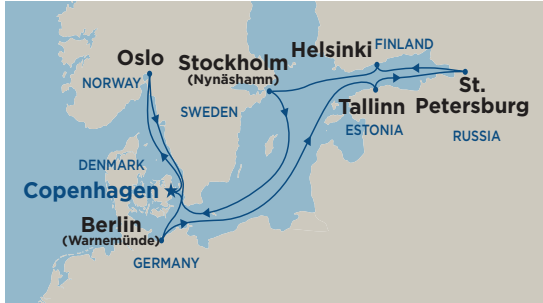 Oslo
NORWAY
Stockholm
(Nynäshamn)
SWEDEN
Helsinki
FINLAND
Tallinn
ESTONIA
St.
Petersburg
RUSSIA
DENMARK
Copenhagen
Berlin
(Warnemünde)
GERMANY